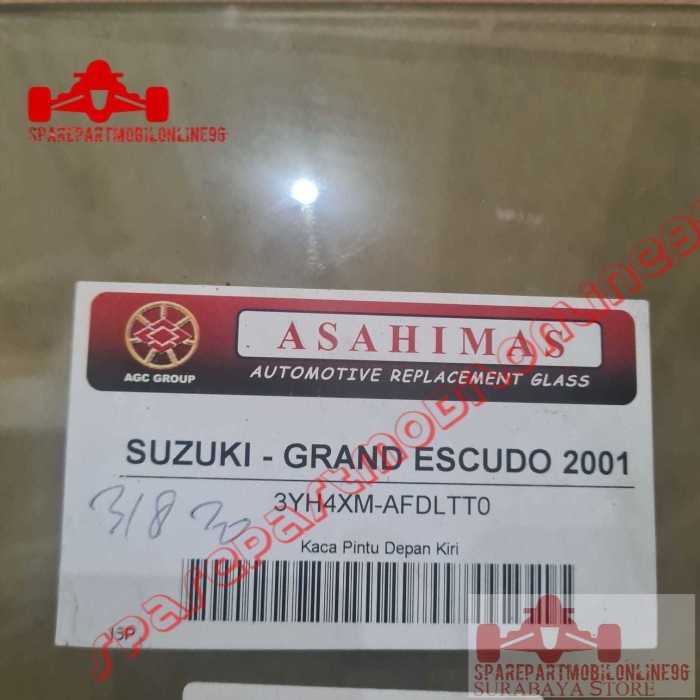 SPAREPARTMOBILONLINE96
ASAHIMAS
AGC GROUP
AUTOMOTIVE REPLACEMENT GLASS
SUZUKI - GRAND ESCUDO 2001
3YH4XM-AFDLTT0
Kaca Pintu Depan Kiri
sparepartmobilonline96
SPAREPARTMOBILONLINE96
SURABAYA STORE